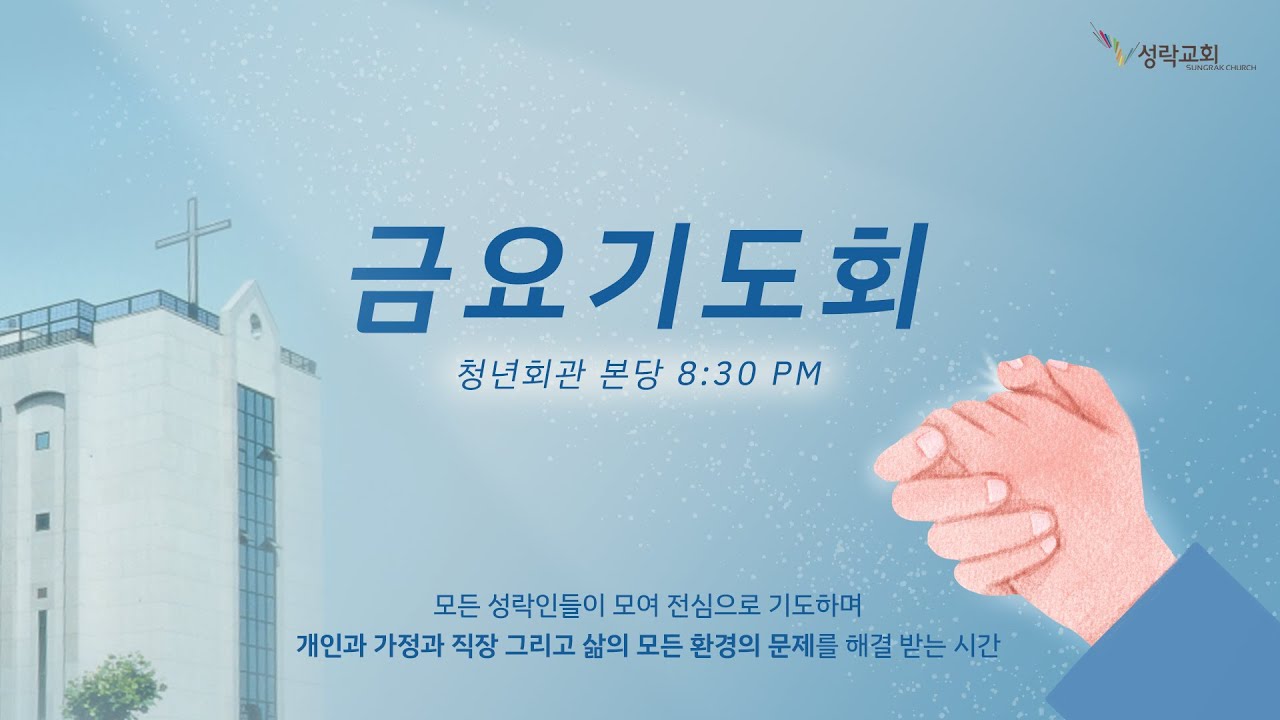 성락교회
SUNGRAK CHURCH
금요기도회
청년회관 본당 8:30 PM
모든 성락인들이 모여 전심으로 기도하며
개인과 가정과 직장 그리고 삶의 모든 환경의 문제를 해결 받는 시간